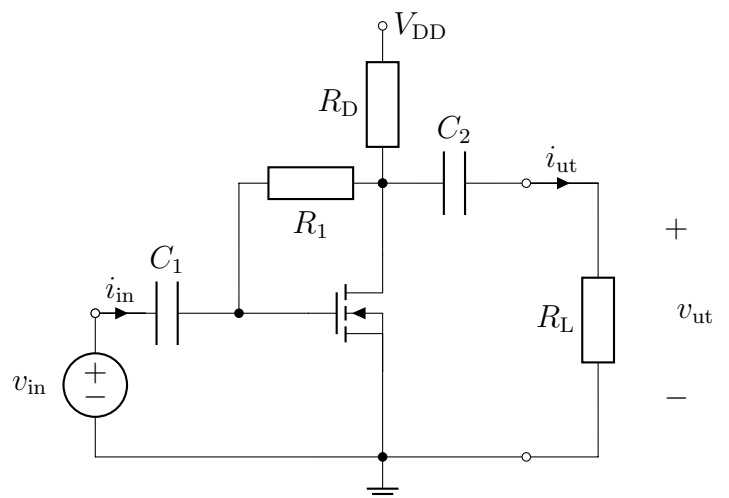 V_DD
R_D
C_2
i_ut
R_1
+
C_1
i_in
R_L
v_ut
v_in
+
−
−